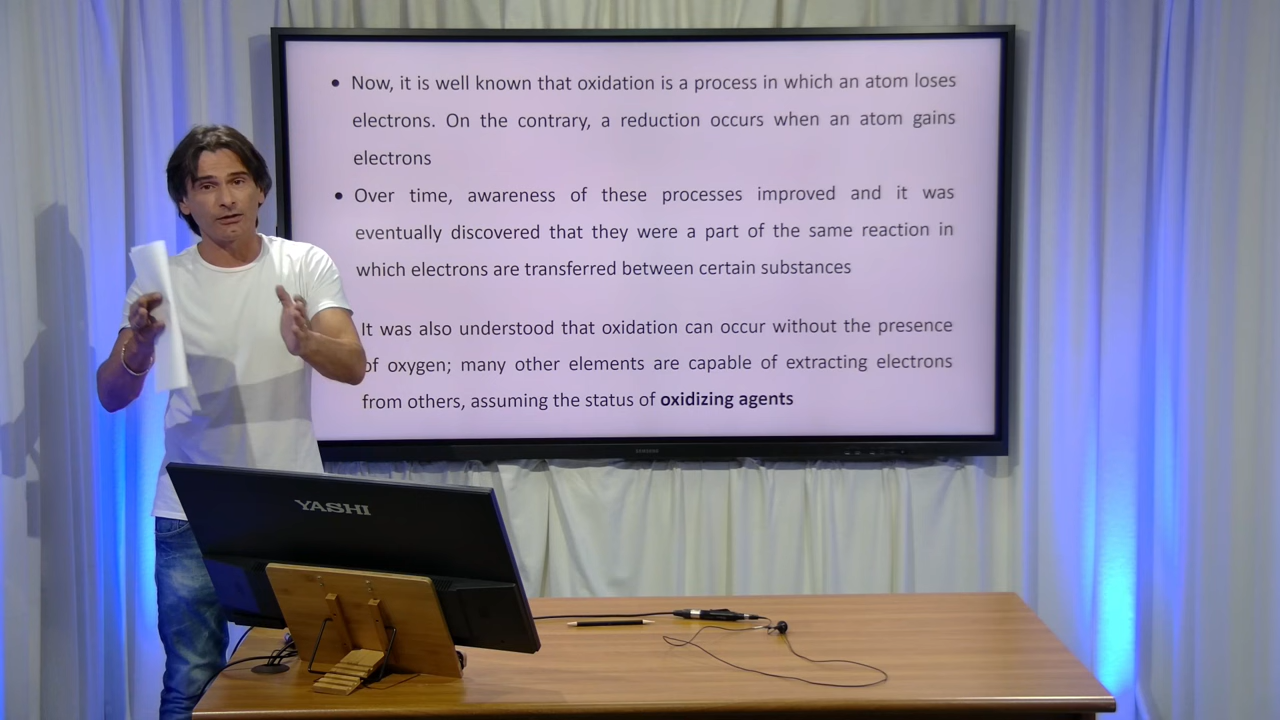 • Now, it is well known that oxidation is a process in which an atom loses
electrons. On the contrary, a reduction occurs when an atom gains
electrons
• Over time, awareness of these processes improved and it was
eventually discovered that they were a part of the same reaction in
which electrons are transferred between certain substances
It was also understood that oxidation can occur without the presence
of oxygen; many other elements are capable of extracting electrons
from others, assuming the status of oxidizing agents
SAMSUNG
YASHI